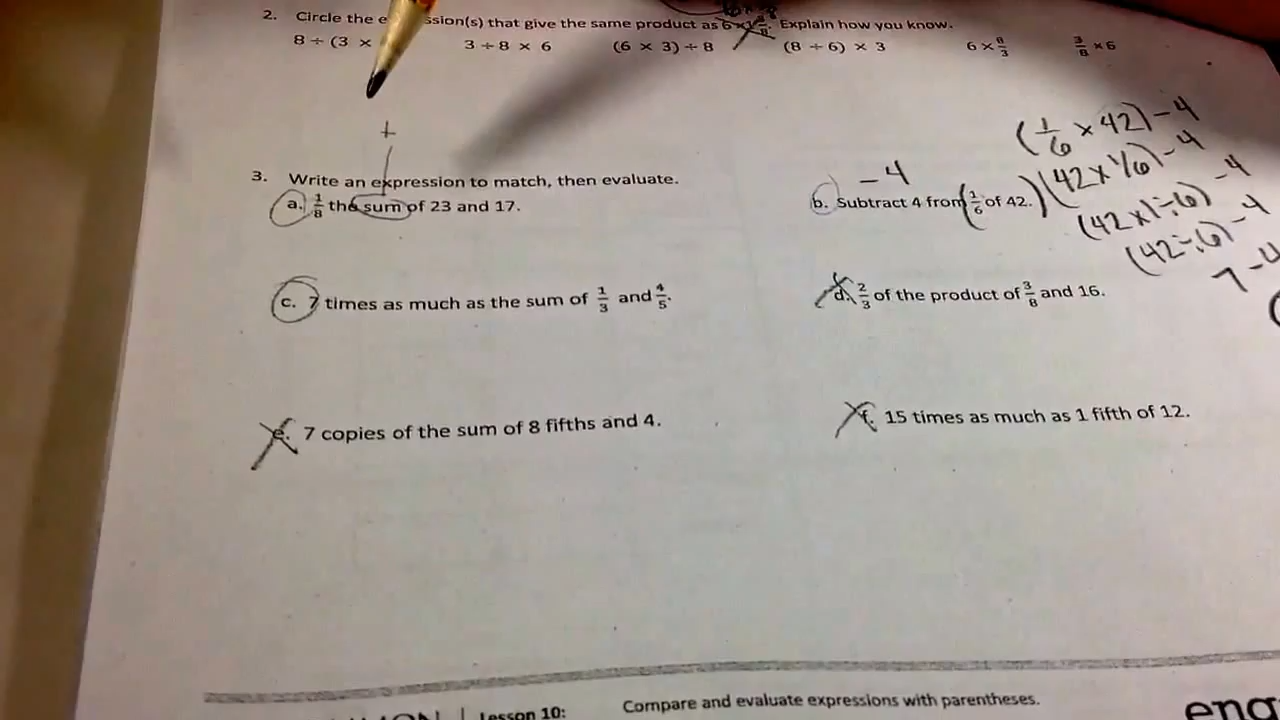 2. Circle the e ssion(s) that give the same product as Explain how you know.
8 ÷ (3 × 3 ÷ 8 × 6 (6 × 3) ÷ 8 (8 ÷ 6) × 3 6 × 8/3 3/8 × 6
+
3. Write an expression to match, then evaluate.
a. 1/8 the sum of 23 and 17.
- 4
b. Subtract 4 from (1/6 of 42.)
(1/6 × 42) - 4
(42 × 1/6) - 4
(42 × 1 ÷ 6) - 4
(42 ÷ 6) - 4
7 - 4
c. 7 times as much as the sum of 1/3 and 4/5.
d. 2/3 of the product of 3/8 and 16.
e. 7 copies of the sum of 8 fifths and 4.
f. 15 times as much as 1 fifth of 12.
Lesson 10: Compare and evaluate expressions with parentheses.
eng